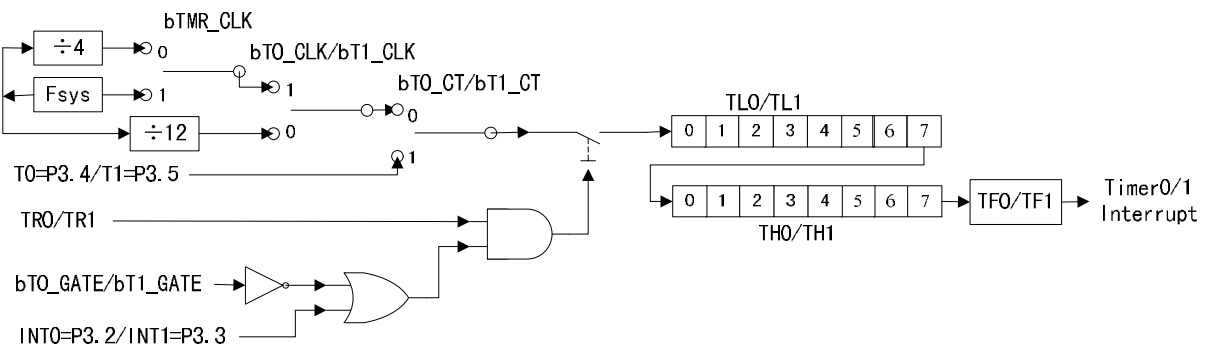 bTMR_CLK
÷4
0
bT0_CLK/bT1_CLK
Fsys
1
1
bT0_CT/bT1_CT
0
÷12
0
1
T0=P3.4/T1=P3.5
TL0/TL1
0 1 2 3 4 5 6 7
0 1 2 3 4 5 6 7
TH0/TH1
TF0/TF1
Timer0/1
Interrupt
TR0/TR1
bT0_GATE/bT1_GATE
INT0=P3.2/INT1=P3.3